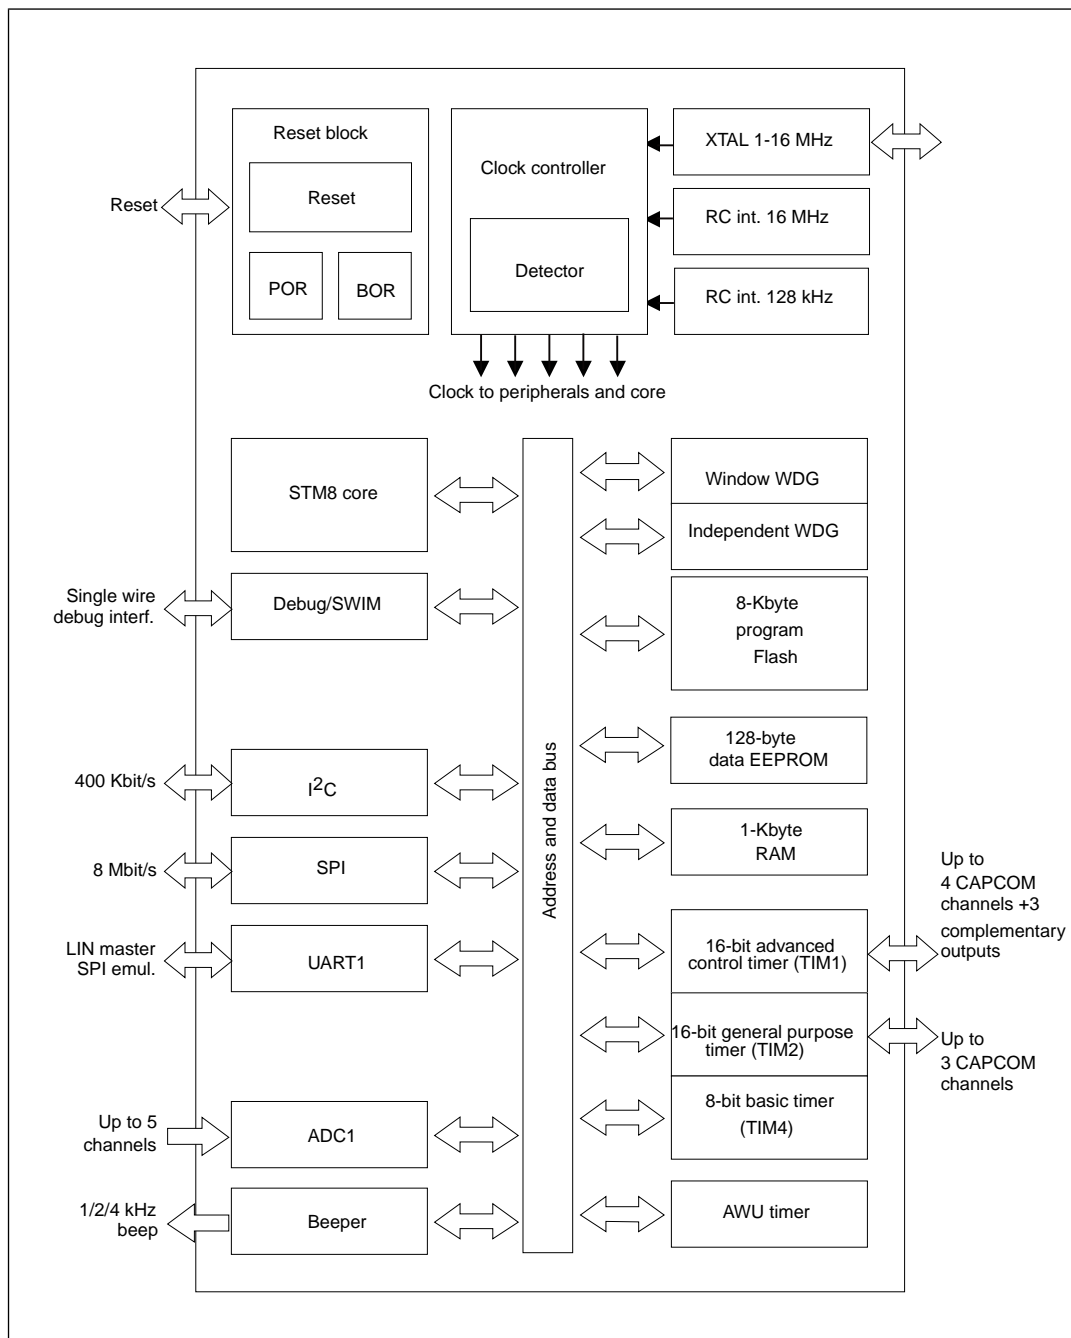 Reset block
Reset
POR
BOR
Reset
Clock controller
Detector
XTAL 1-16 MHz
RC int. 16 MHz
RC int. 128 kHz
Clock to peripherals and core
STM8 core
Single wire
debug interf.
Debug/SWIM
400 Kbit/s
I2C
8 Mbit/s
SPI
LIN master
SPI emul.
UART1
Up to 5
channels
ADC1
1/2/4 kHz
beep
Beeper
Address and data bus
Window WDG
Independent WDG
8-Kbyte
program
Flash
128-byte
data EEPROM
1-Kbyte
RAM
16-bit advanced
control timer (TIM1)
Up to
4 CAPCOM
channels +3
complementary
outputs
16-bit general purpose
timer (TIM2)
Up to
3 CAPCOM
channels
8-bit basic timer
(TIM4)
AWU timer